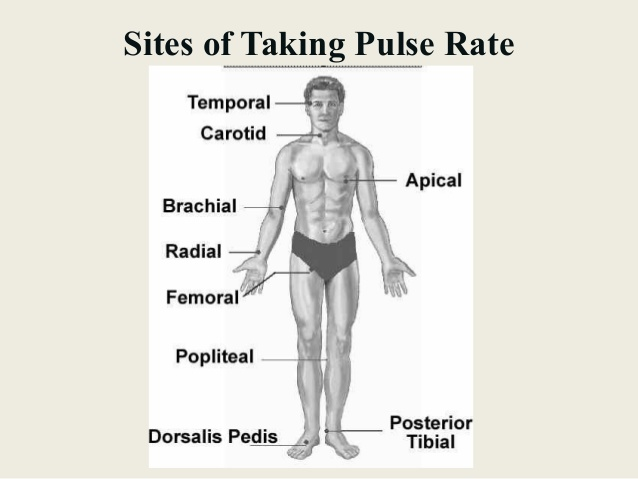 Sites of Taking Pulse Rate
Temporal
Carotid
Apical
Brachial
Radial
Femoral
Popliteal
Posterior
Tibial
Dorsalis Pedis